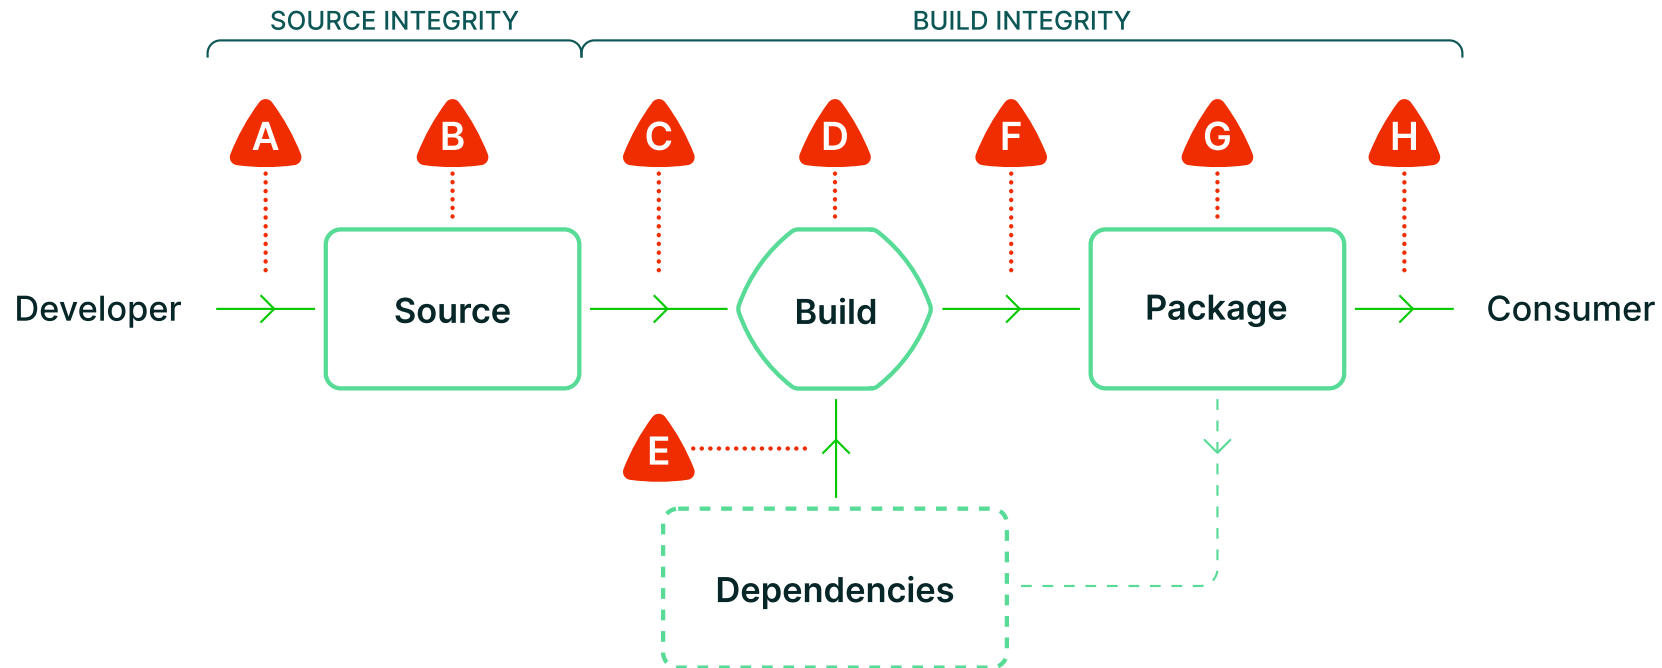 SOURCE INTEGRITY
BUILD INTEGRITY
A
B
C
D
F
G
H
Developer
Source
Build
Package
Consumer
E
Dependencies